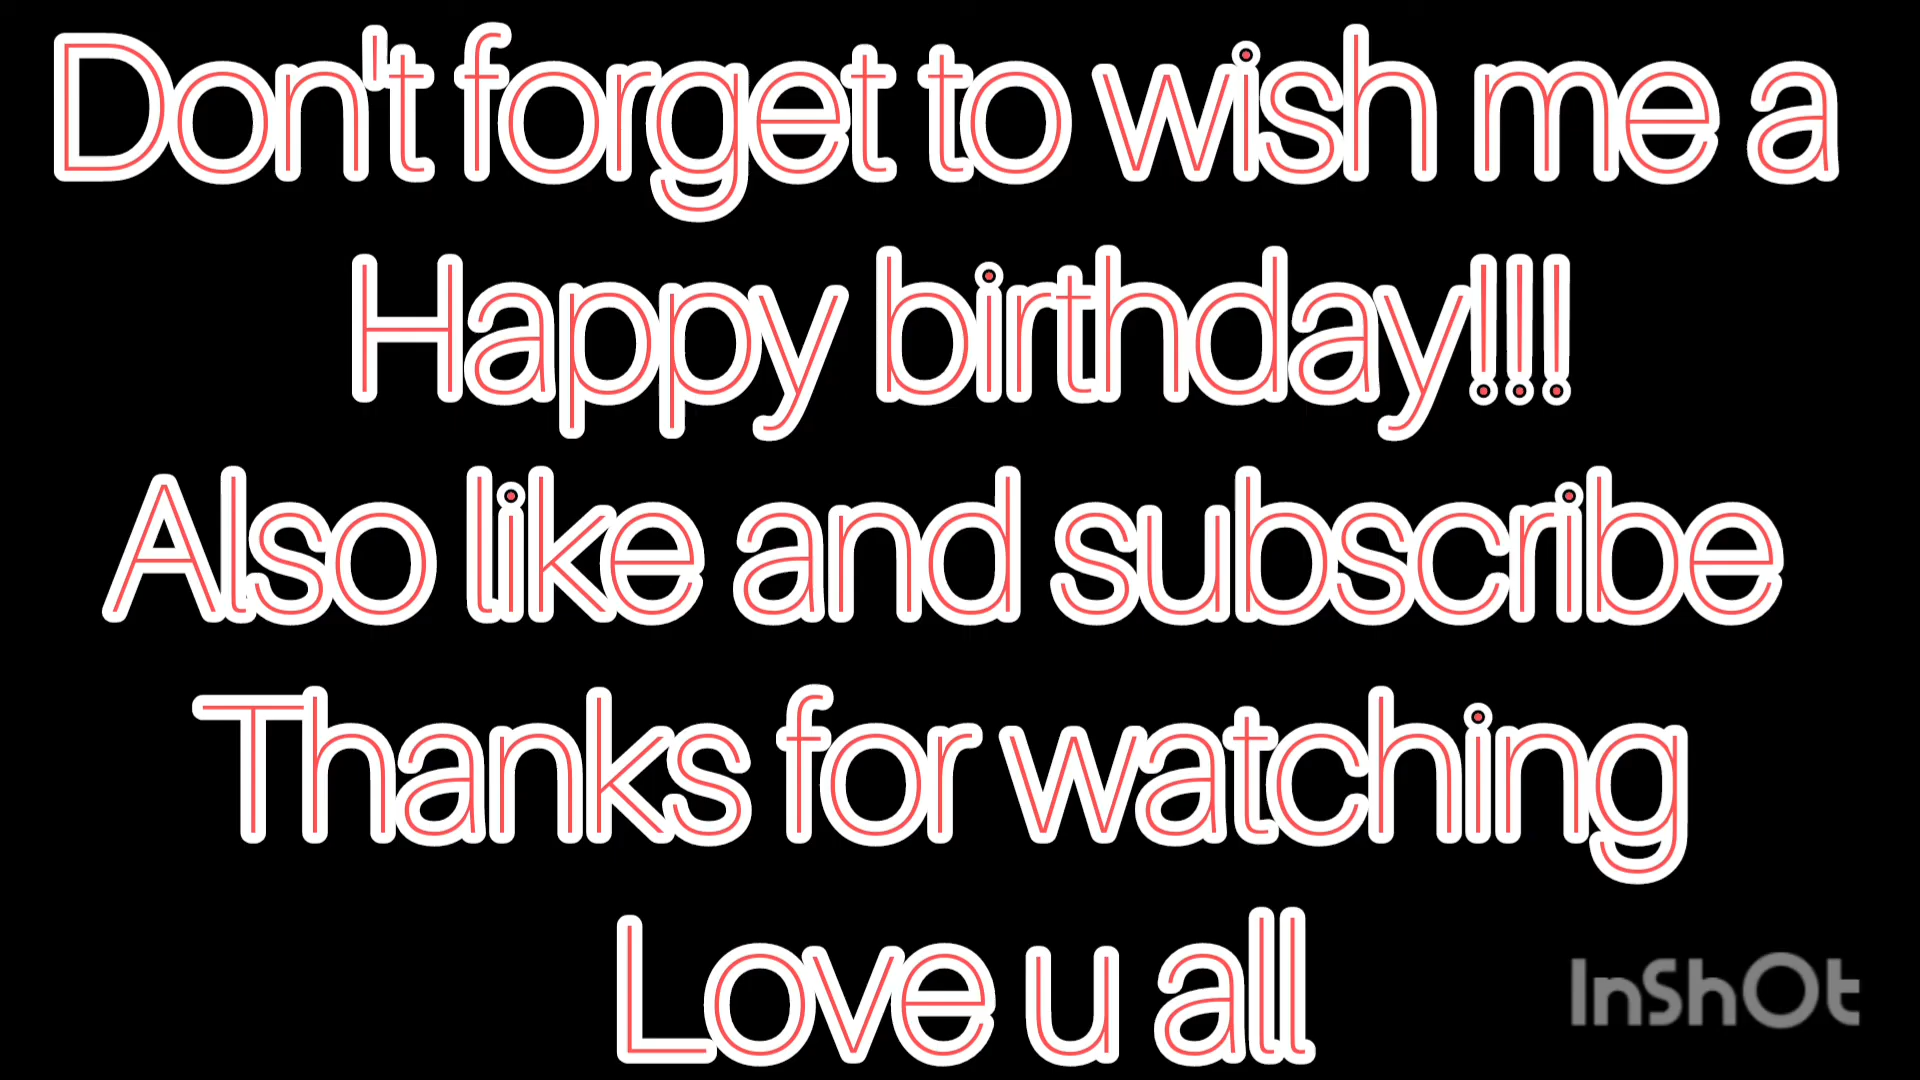 Don't forget to wish me a
Happy birthday!!!
Also like and subscribe
Thanks for watching
Love u all
InShOt